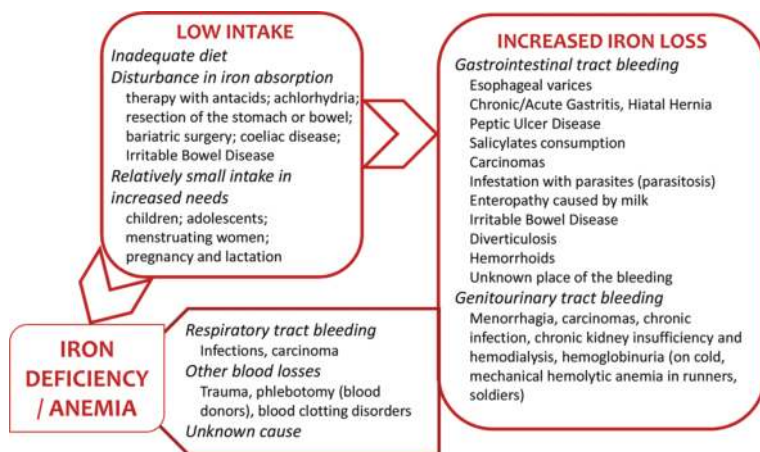 LOW INTAKE
Inadequate diet
Disturbance in iron absorption
therapy with antacids; achlorhydria;
resection of the stomach or bowel;
bariatric surgery; coeliac disease;
Irritable Bowel Disease
Relatively small intake in
increased needs
children; adolescents;
menstruating women;
pregnancy and lactation
INCREASED IRON LOSS
Gastrointestinal tract bleeding
Esophageal varices
Chronic/Acute Gastritis, Hiatal Hernia
Peptic Ulcer Disease
Salicylates consumption
Carcinomas
Infestation with parasites (parasitosis)
Enteropathy caused by milk
Irritable Bowel Disease
Diverticulosis
Hemorrhoids
Unknown place of the bleeding
Genitourinary tract bleeding
Menorrhagia, carcinomas, chronic
infection, chronic kidney insufficiency and
hemodialysis, hemoglobinuria (on cold,
mechanical hemolytic anemia in runners,
soldiers)
Respiratory tract bleeding
Infections, carcinoma
Other blood losses
Trauma, phlebotomy (blood
donors), blood clotting disorders
Unknown cause
IRON
DEFICIENCY
/ ANEMIA